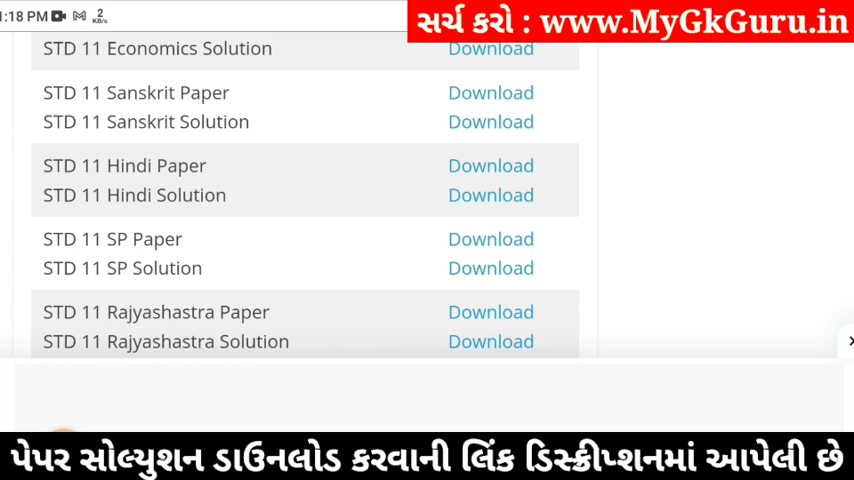 1:18 PM 2 KB/s
સર્ચ કરો : www.MyGkGuru.in
STD 11 Economics Solution Download
STD 11 Sanskrit Paper Download
STD 11 Sanskrit Solution Download
STD 11 Hindi Paper Download
STD 11 Hindi Solution Download
STD 11 SP Paper Download
STD 11 SP Solution Download
STD 11 Rajyashastra Paper Download
STD 11 Rajyashastra Solution Download
પેપર સોલ્યુશન ડાઉનલોડ કરવાની લિંક ડિસ્ક્રીપ્શનમાં આપેલી છે